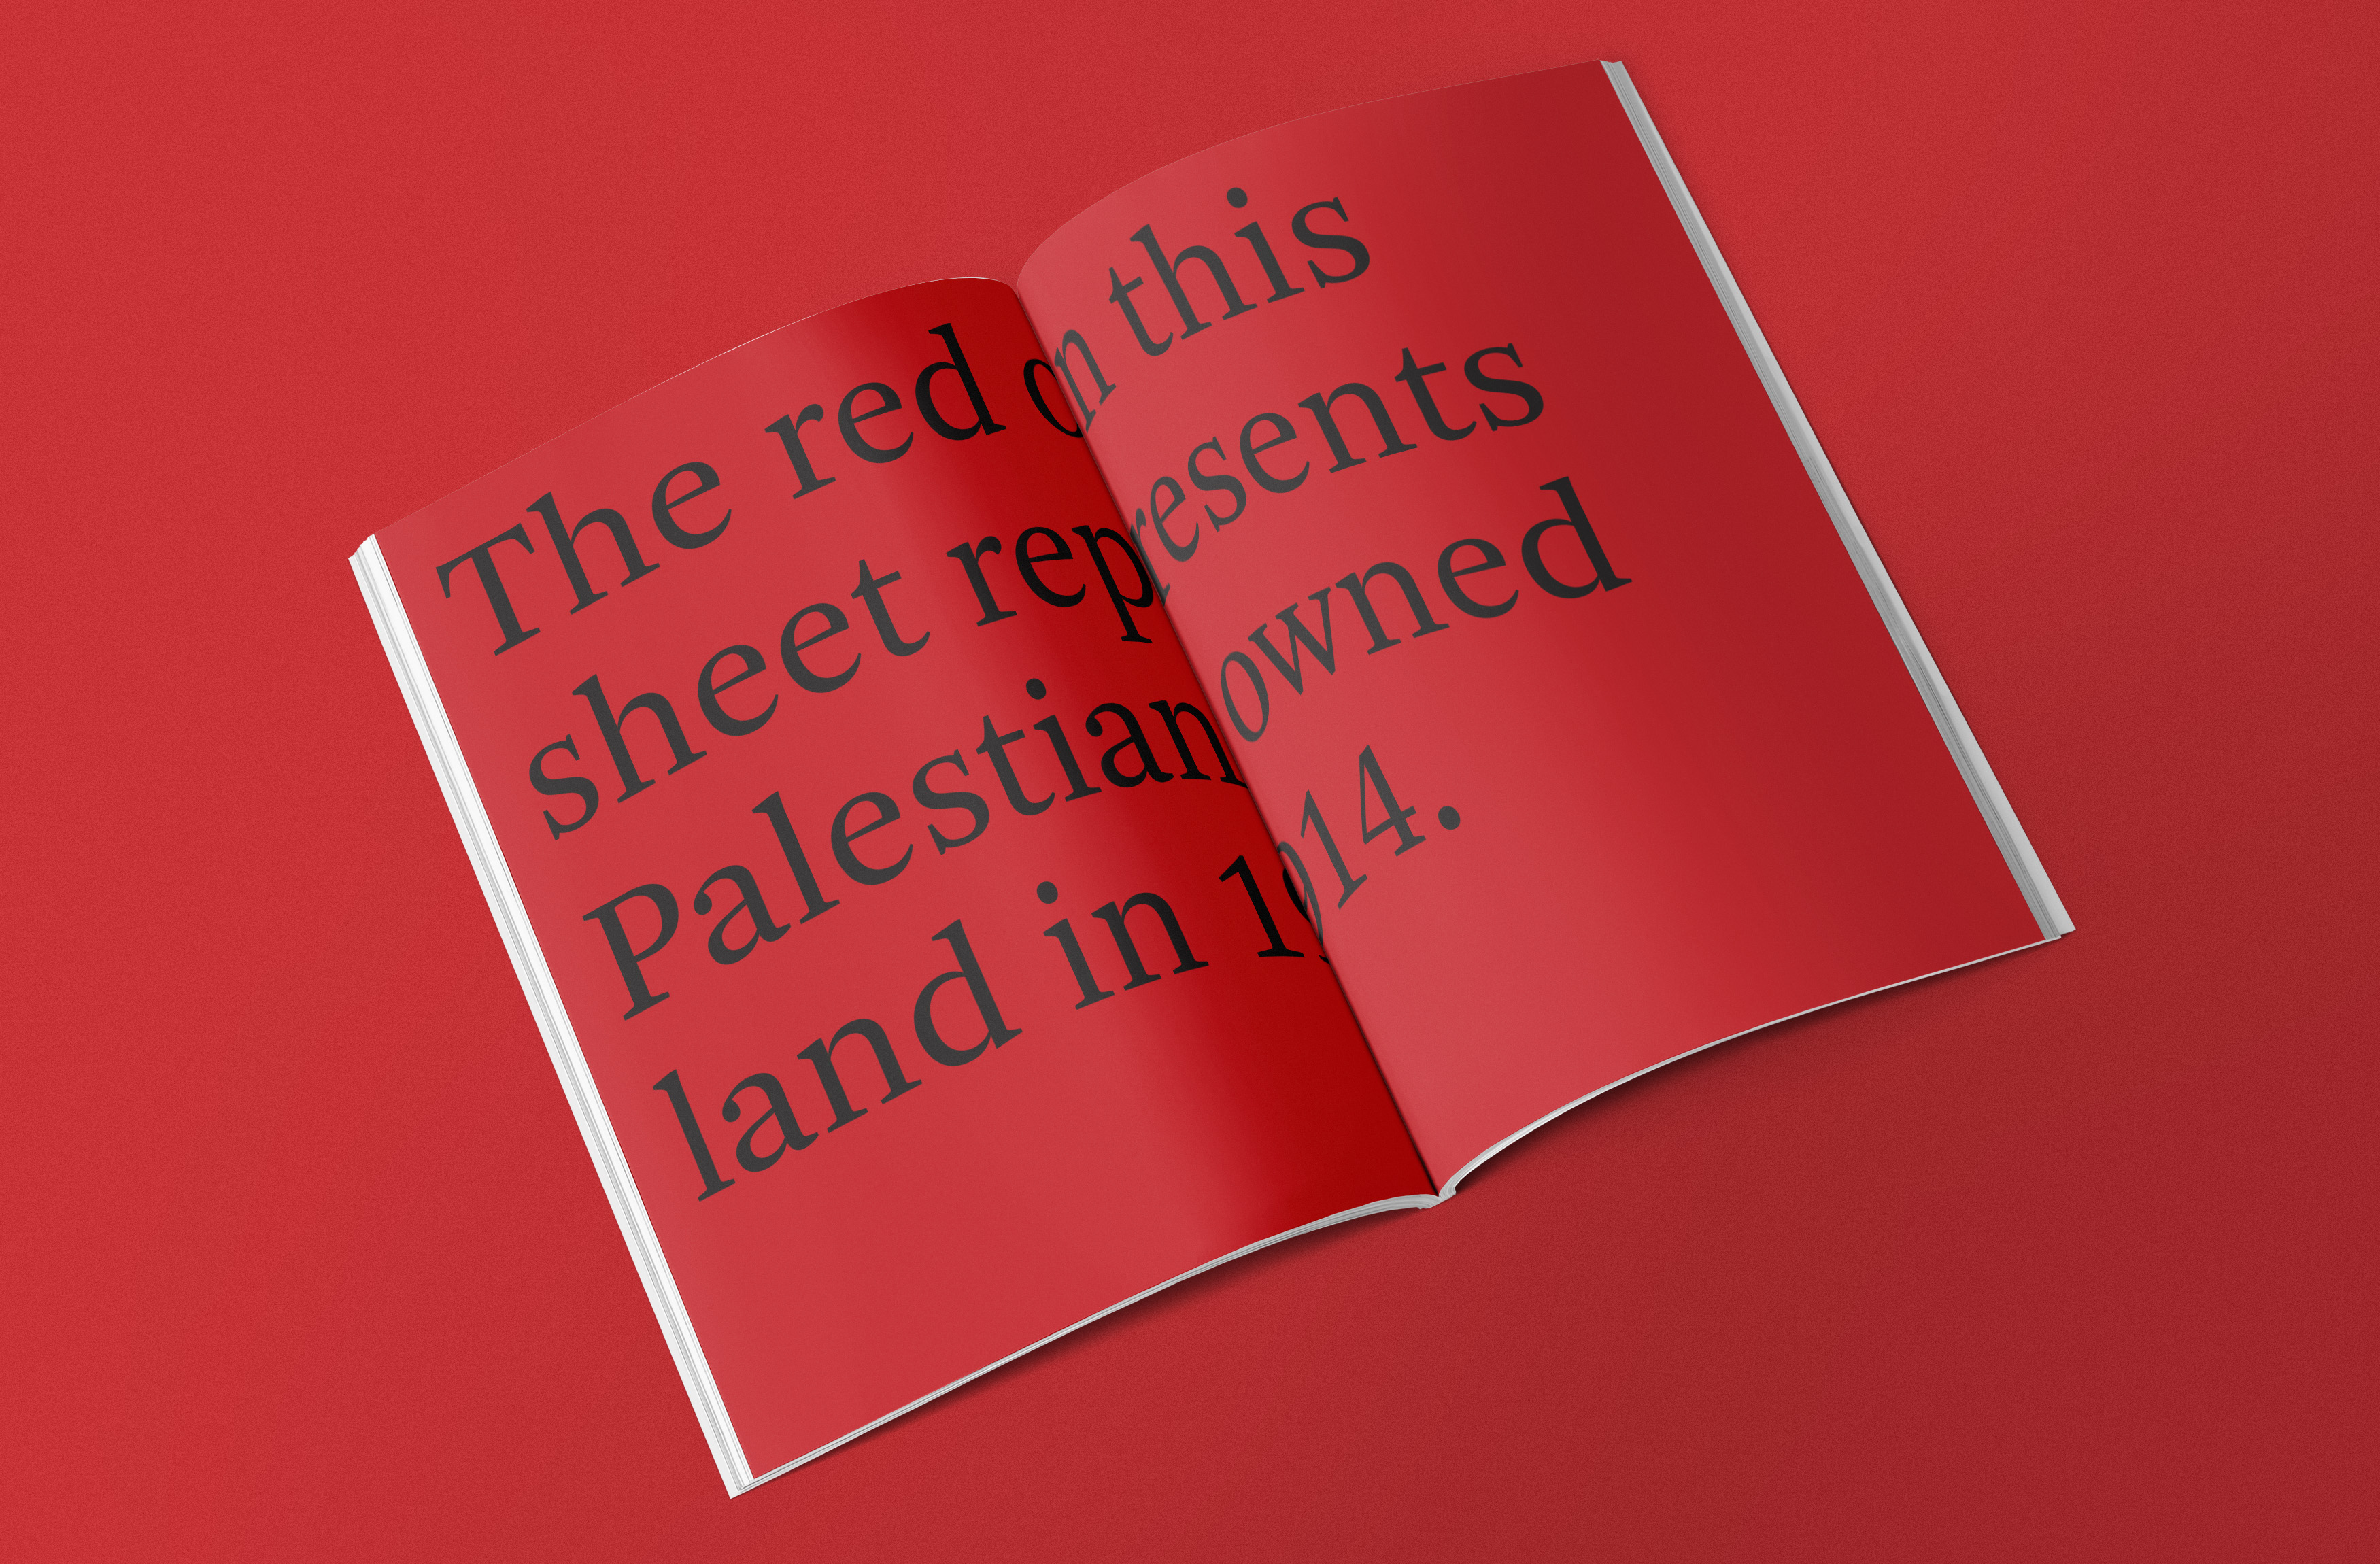 The red on this
sheet represents
Palestian owned
land in 1914.